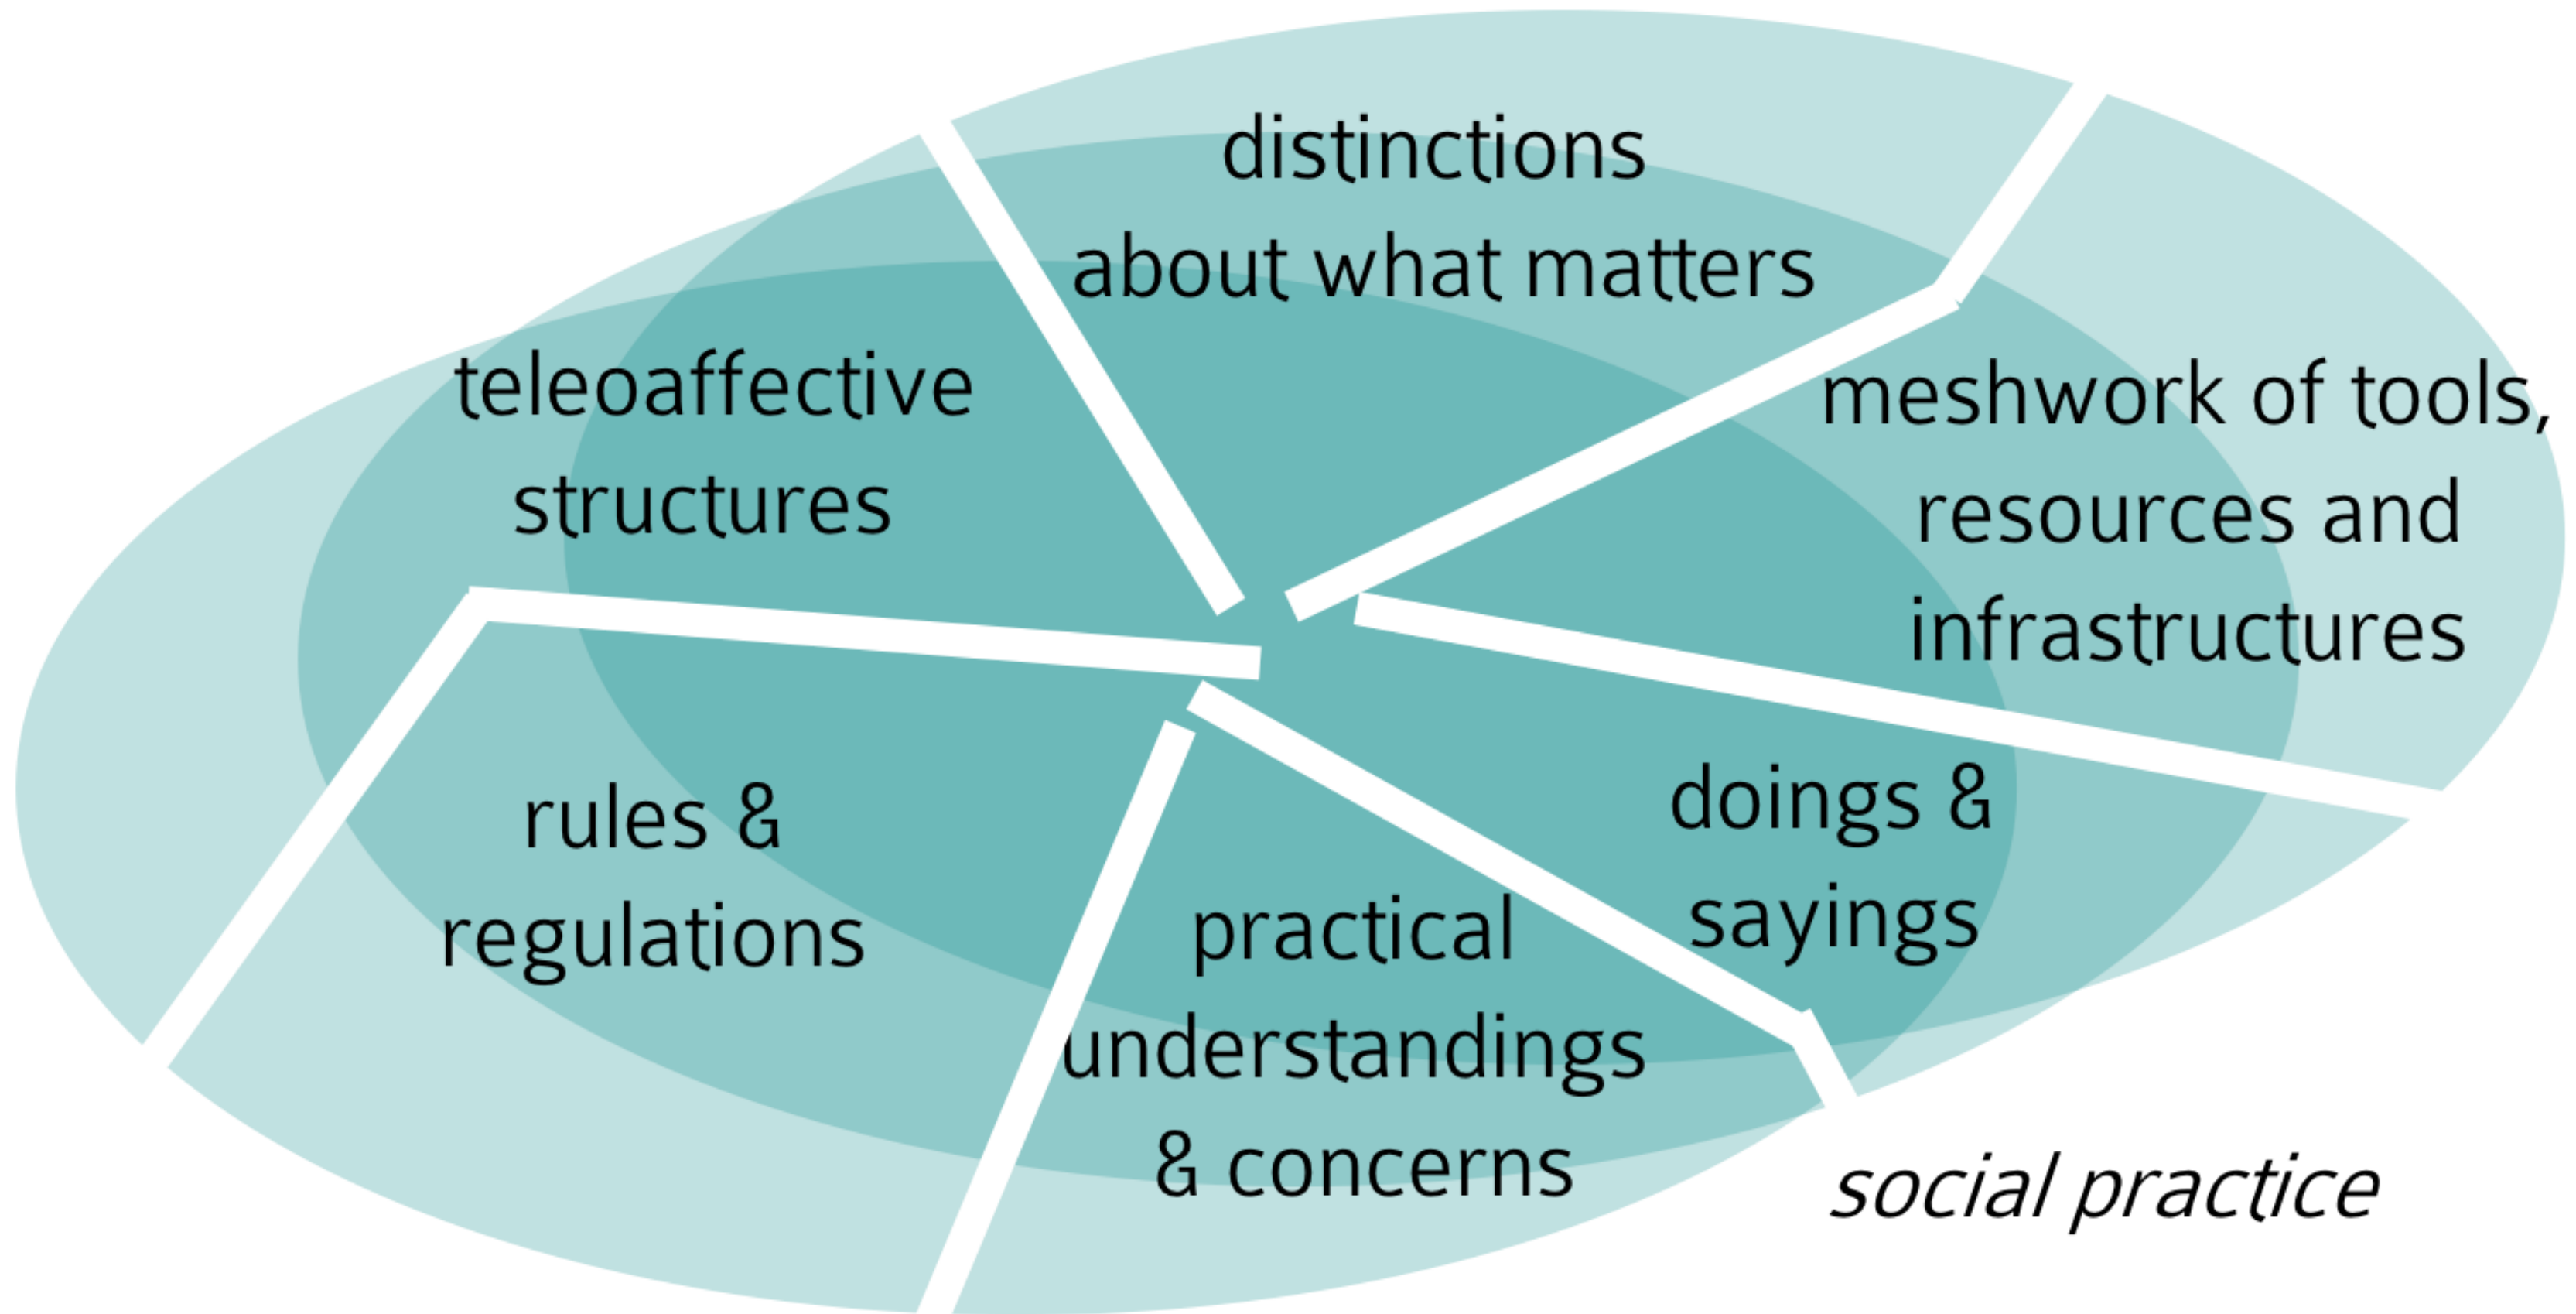 distinctions
about what matters
teleoaffective
structures
meshwork of tools,
resources and
infrastructures
rules &
regulations
practical
understandings
& concerns
doings &
sayings
social practice